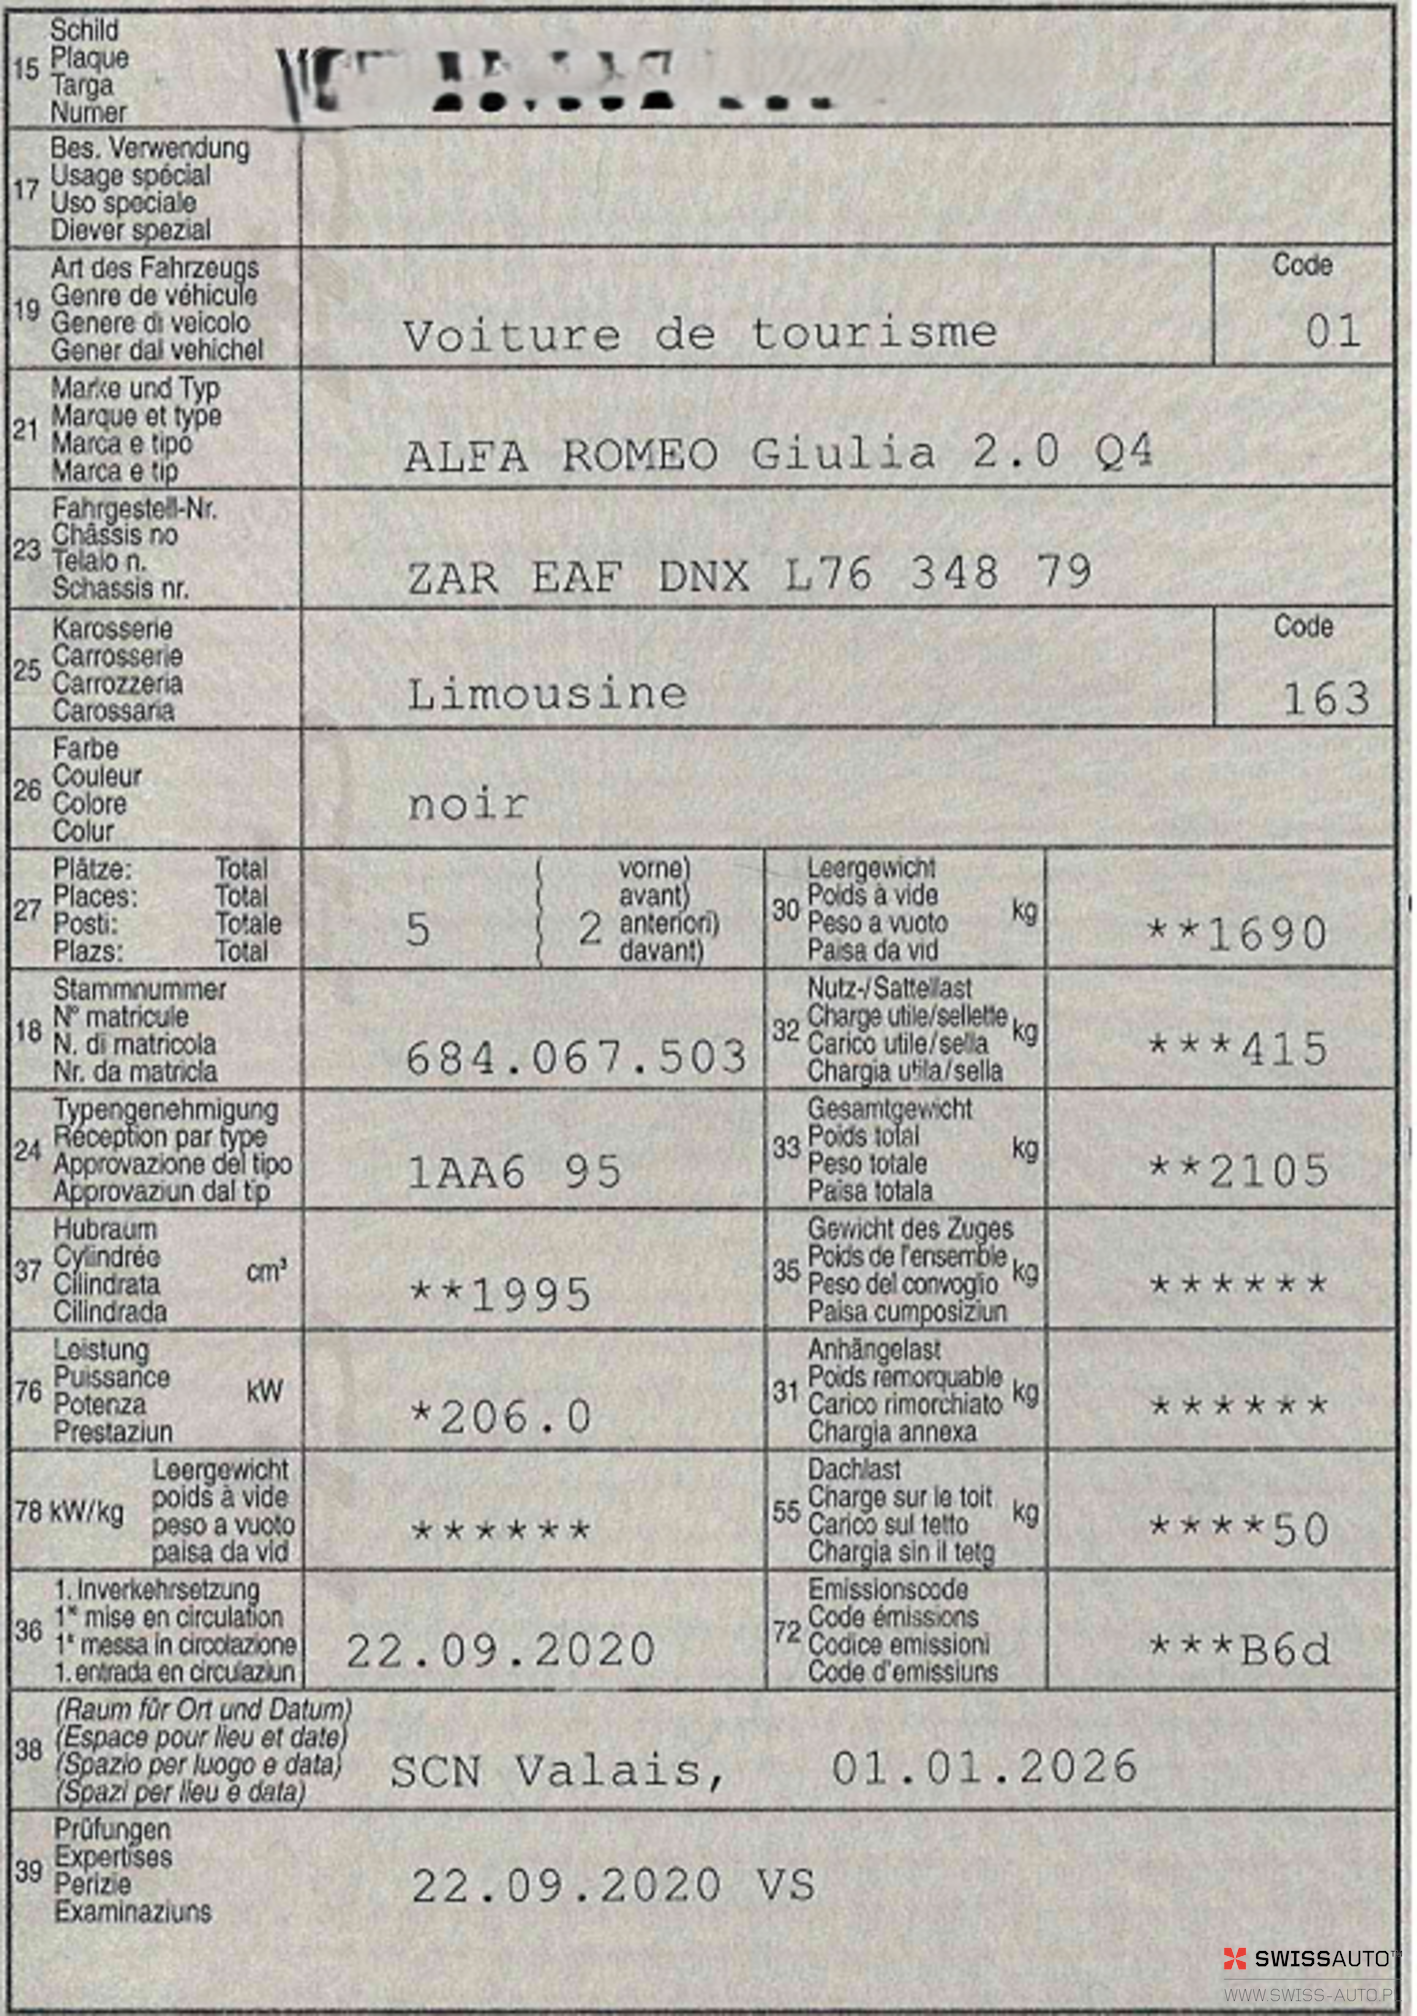 15 Schild
Plaque
Targa
Numer
17 Bes. Verwendung
Usage spécial
Uso speciale
Diever spezial
19 Art des Fahrzeugs
Genre de véhicule
Genere di veicolo
Gener dal vehichel
Voiture de tourisme
Code
01
21 Marke und Typ
Marque et type
Marca e tipo
Marca e tip
ALFA ROMEO Giulia 2.0 Q4
23 Fahrgestell-Nr.
Châssis no
Telaio n.
Schassis nr.
ZAR EAF DNX L76 348 79
25 Karosserie
Carrosserie
Carrozzeria
Carossaria
Limousine
Code
163
26 Farbe
Couleur
Colore
Colur
noir
27 Plätze: Total
Places: Total
Posti: Totale
Plazs: Total
5 ( 2 vorne)
avant)
anteriori)
davant)
30 Leergewicht
Poids à vide
Peso a vuoto
Paisa da vid
kg
**1690
18 Stammnummer
N° matricule
N. di matricola
Nr. da matricla
684.067.503
32 Nutz-/Sattellast
Charge utile/sellette
Carico utile/sella
Chargia utila/sella
kg
***415
24 Typengenehmigung
Réception par type
Approvazione del tipo
Approvaziun dal tip
1AA6 95
33 Gesamtgewicht
Poids total
Peso totale
Paisa totala
kg
**2105
37 Hubraum
Cylindrée
Cilindrata
Cilindrada
cm³
**1995
35 Gewicht des Zuges
Poids de l'ensemble
Peso del convoglio
Paisa cumposiziun
kg
******
76 Leistung
Puissance
Potenza
Prestaziun
kW
*206.0
31 Anhängelast
Poids remorquable
Carico rimorchiato
Chargia annexa
kg
******
78 kW/kg
Leergewicht
poids à vide
peso a vuoto
paisa da vid
******
55 Dachlast
Charge sur le toit
Carico sul tetto
Chargia sin il tetg
kg
****50
36 1. Inverkehrsetzung
1re mise en circulation
1a messa in circolazione
1. entrada en circulaziun
22.09.2020
72 Emissionscode
Code émissions
Codice emissioni
Code d'emissiuns
***B6d
38 (Raum für Ort und Datum)
(Espace pour lieu et date)
(Spazio per luogo e data)
(Spazi per lieu e data)
SCN Valais, 01.01.2026
39 Prüfungen
Expertises
Perizie
Examinaziuns
22.09.2020 VS
SWISSAUTO
WWW.SWISS-AUTO.P